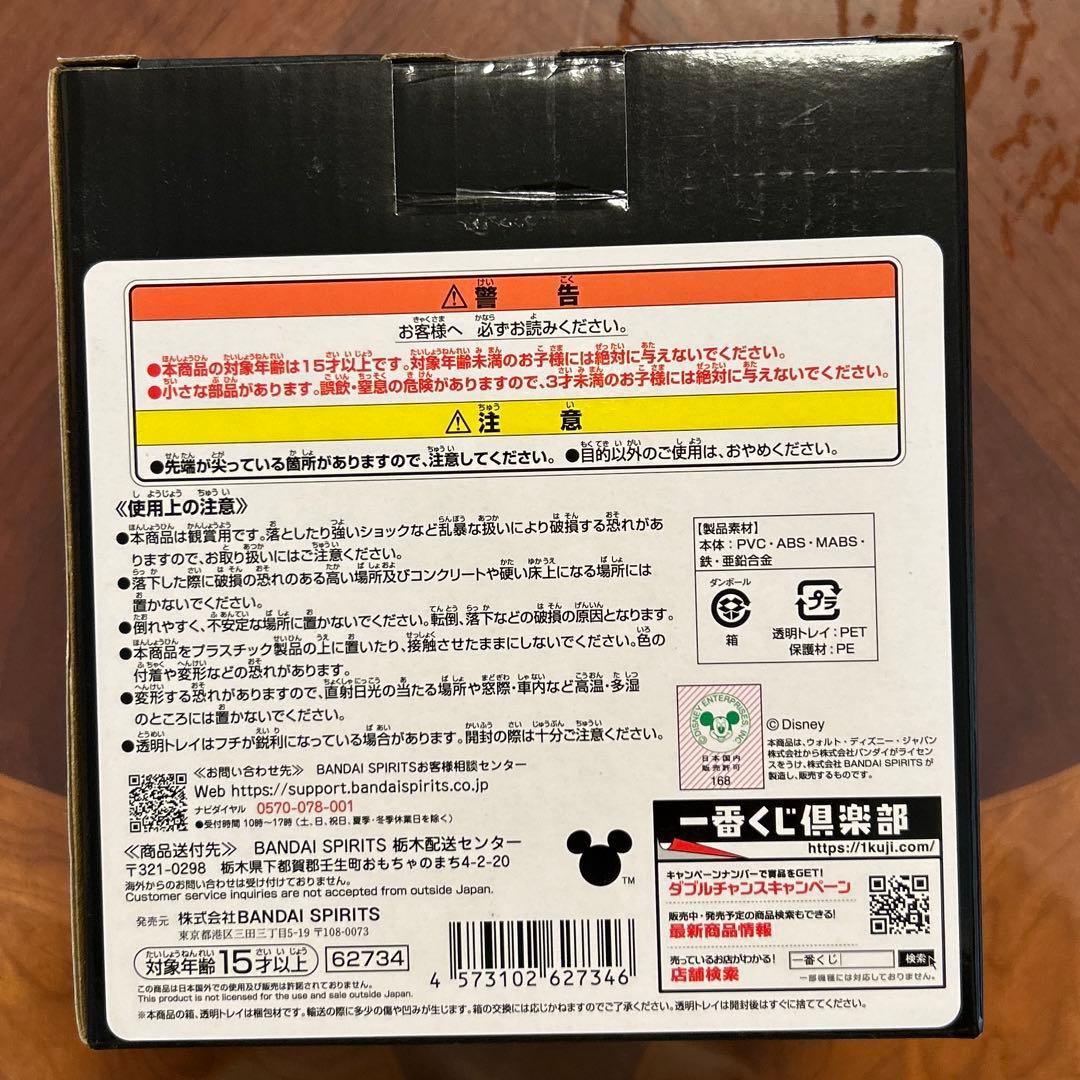 ⚠警告
お客様へ 必ずお読みください。
●本商品の対象年齢は15才以上です。対象年齢未満のお子様には絶対に与えないでください。
●小さな部品があります。誤飲・窒息の危険がありますので、3才未満のお子様には絶対に与えないでください。
⚠注意
●先端が尖っている箇所がありますので、注意してください。 ●目的以外のご使用は、おやめください。
《使用上の注意》
●本商品は観賞用です。落としたり強いショックなど乱暴な扱いにより破損する恐れがあ
りますので、お取り扱いにはご注意ください。
●落下した際に破損の恐れのある高い場所及びコンクリートや硬い床上になる場所には
置かないでください。
●倒れやすく、不安定な場所に置かないでください。転倒、落下などの破損の原因となります。
●本商品をプラスチック製品の上に置いたり、接触させたままにしないでください。色の
付着や変形などの恐れがあります。
●変形する恐れがありますので、直射日光の当たる場所や窓際・車内など高温・多湿
のところには置かないでください。
●透明トレイはフチが鋭利になっている場合があります。開封の際は十分ご注意ください。
【製品素材】
本体：PVC・ABS・MABS・
鉄・亜鉛合金
ダンボール
箱
プラ
透明トレイ：PET
保護材：PE
©DISNEY ENTERPRISES, INC.
日本国内
販売許可
168
©Disney
本商品は、ウォルト・ディズニー・ジャパン
株式会社から株式会社バンダイがライセン
スをうけ、株式会社 BANDAI SPIRITS が
製造し、販売するものです。
≪お問い合わせ先≫ BANDAI SPIRITSお客様相談センター
Web https://support.bandaispirits.co.jp
ナビダイヤル 0570-078-001
●受付時間 10時～17時（土、日、祝日、夏季・冬季休業日を除く）
≪商品送付先≫ BANDAI SPIRITS 栃木配送センター
〒321-0298 栃木県下都賀郡壬生町おもちゃのまち4-2-20
海外からのお問い合わせは受け付けておりません。
Customer service inquiries are not accepted from outside Japan.
発売元 株式会社BANDAI SPIRITS
東京都港区三田三丁目5-19 〒108-0073
対象年齢15才以上 62734
この商品は日本国外での使用及び販売は許諾されておりません。
This product is not licensed for the use and sale outside Japan.
TM
4 573102 627346
一番くじ倶楽部
https://1kuji.com/
キャンペーンナンバーで賞品をGET!
ダブルチャンスキャンペーン
販売中・発売予定の商品検索もできる!
最新商品情報
売っているお店がわかる!
店舗検索
一番くじ 検索
一部機種には対応しておりません。
※本商品の箱、透明トレイは梱包材です。輸送の際に多少の傷や凹みが生じます。箱の交換には応じかねますのでご了承ください。透明トレイは開封後はすぐに捨ててください。